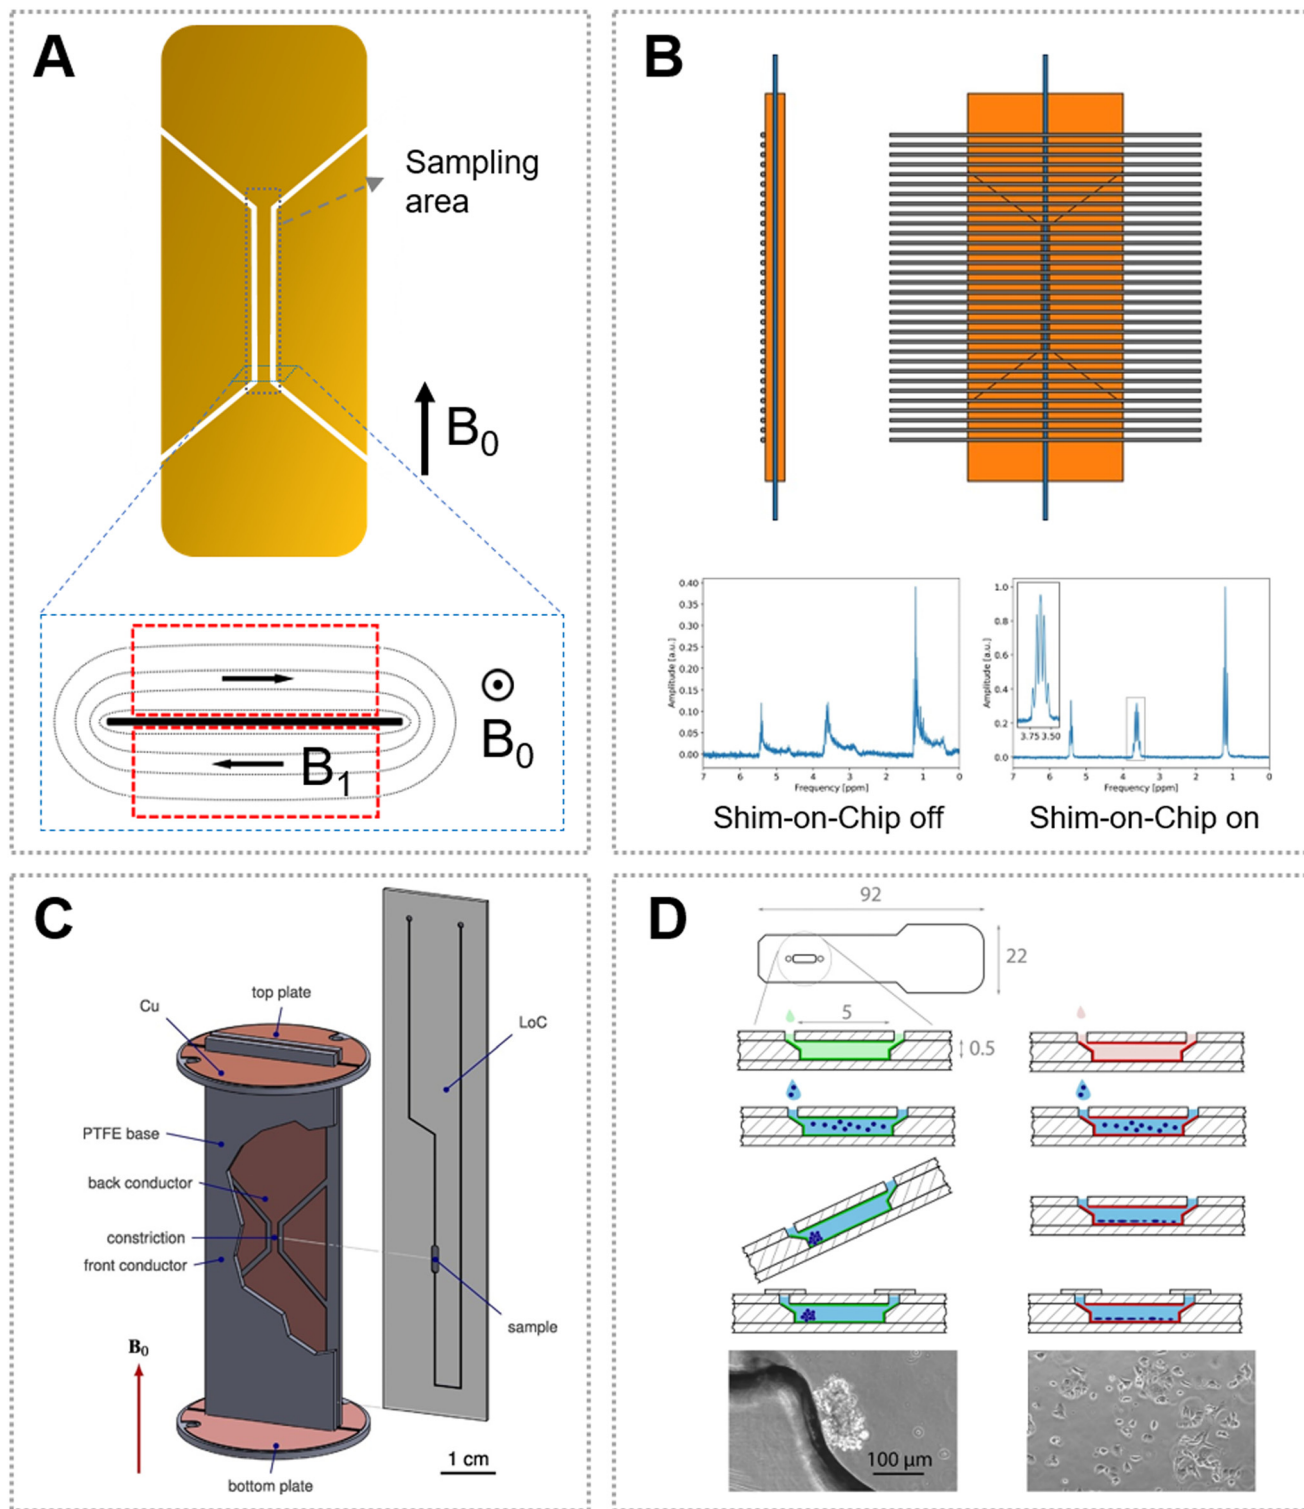 A
Sampling
area
B0
B0
B1
B
0.40
0.35
0.30
0.25
0.20
0.15
0.10
0.05
0.00
Amplitude [a.u.]
7 6 5 4 3 2 1 0
Frequency [ppm]
Shim-on-Chip off
1.0
0.8
0.6
0.4
0.2
0.0
Amplitude [a.u.]
3.75 3.50
7 6 5 4 3 2 1 0
Frequency [ppm]
Shim-on-Chip on
C
top plate
Cu
LoC
PTFE base
back conductor
constriction
front conductor
sample
B0
1 cm
bottom plate
D
92
22
5
0.5
100 µm